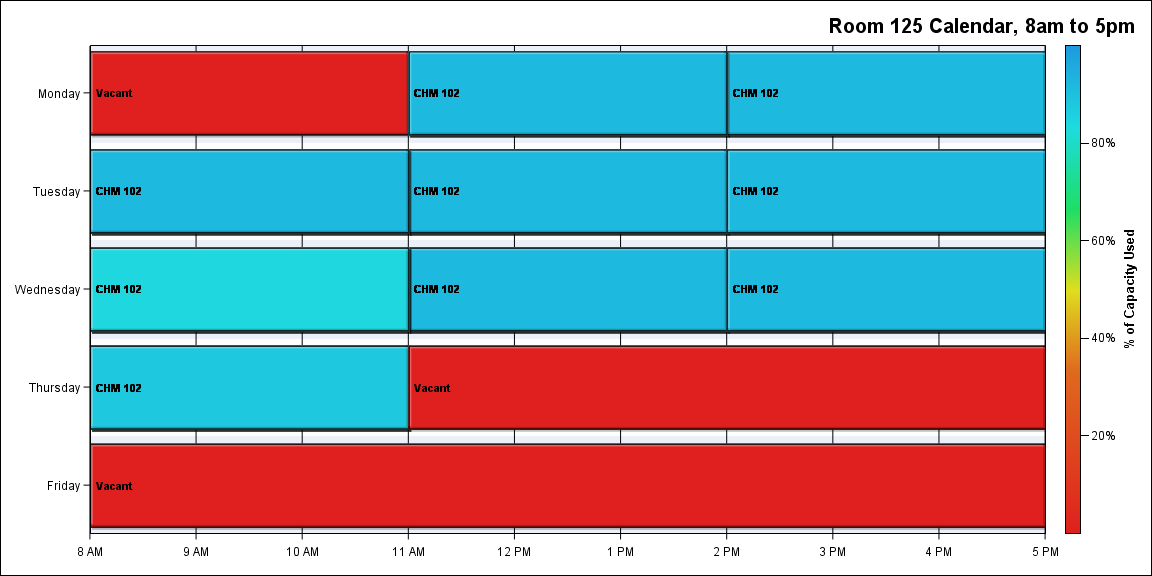 Room 125 Calendar, 8am to 5pm
Monday
Vacant
CHM 102
CHM 102
Tuesday
CHM 102
CHM 102
CHM 102
Wednesday
CHM 102
CHM 102
CHM 102
Thursday
CHM 102
Vacant
Friday
Vacant
8 AM
9 AM
10 AM
11 AM
12 PM
1 PM
2 PM
3 PM
4 PM
5 PM
80%
60%
40%
20%
% of Capacity Used